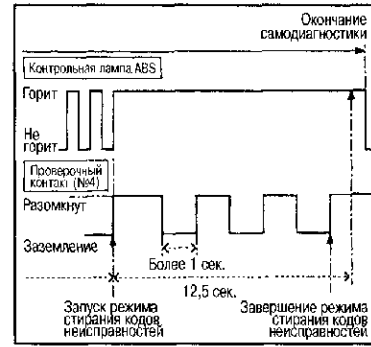 Окончание
самодиагностики
Контрольная лампа ABS
Горит
Не
горит
Проверочный
контакт (№4)
Разомкнут
Заземление
Более 1 сек.
12,5 сек.
Запуск режима
стирания кодов
неисправностей
Завершение режима
стирания кодов
неисправностей